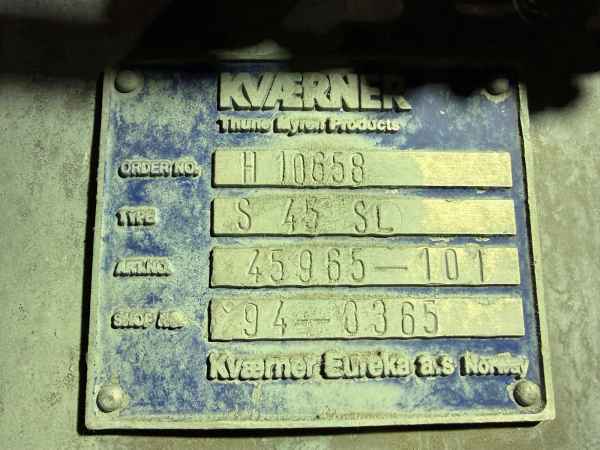 KVÆRNER
Thune Myren Products
ORDER NO. H 10658
TYPE S 45 SL
ART.NO. 45965-101
SHOP NO. 94-0365
Kværner Eureka a.s Norway